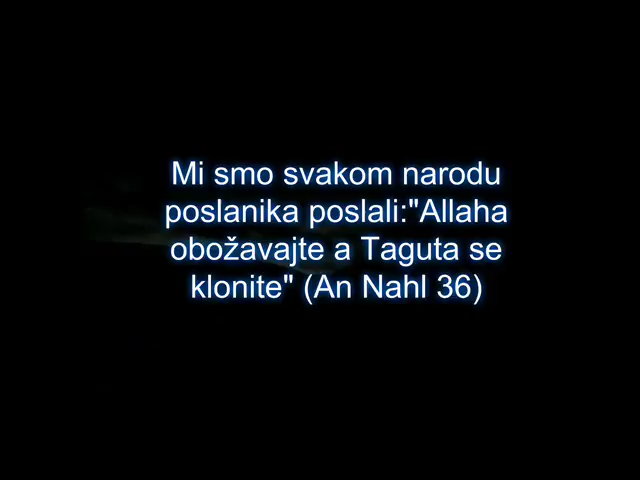 Mi smo svakom narodu
poslanika poslali:"Allaha
obožavajte a Taguta se
klonite" (An Nahl 36)